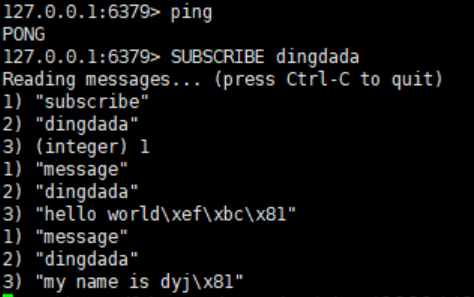 127.0.0.1:6379> ping
PONG
127.0.0.1:6379> SUBSCRIBE dingdada
Reading messages... (press Ctrl-C to quit)
1) "subscribe"
2) "dingdada"
3) (integer) 1
1) "message"
2) "dingdada"
3) "hello world\xef\xbc\x81"
1) "message"
2) "dingdada"
3) "my name is dyj\x81"